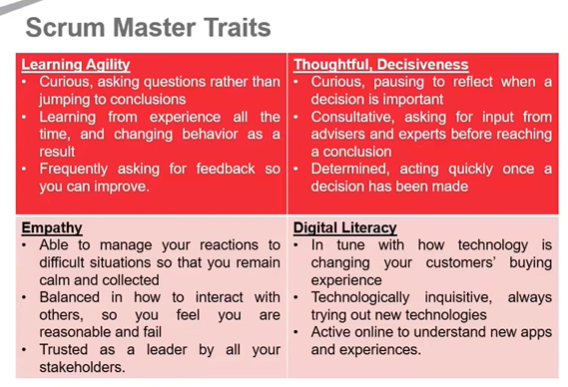 Scrum Master Traits
Learning Agility
• Curious, asking questions rather than
jumping to conclusions
• Learning from experience all the
time, and changing behavior as a
result
• Frequently asking for feedback so
you can improve.
Thoughtful, Decisiveness
• Curious, pausing to reflect when a
decision is important
• Consultative, asking for input from
advisers and experts before reaching
a conclusion
• Determined, acting quickly once a
decision has been made
Empathy
• Able to manage your reactions to
difficult situations so that you remain
calm and collected
• Balanced in how to interact with
others, so you feel you are
reasonable and fail
• Trusted as a leader by all your
stakeholders.
Digital Literacy
• In tune with how technology is
changing your customers' buying
experience
• Technologically inquisitive, always
trying out new technologies
• Active online to understand new apps
and experiences.